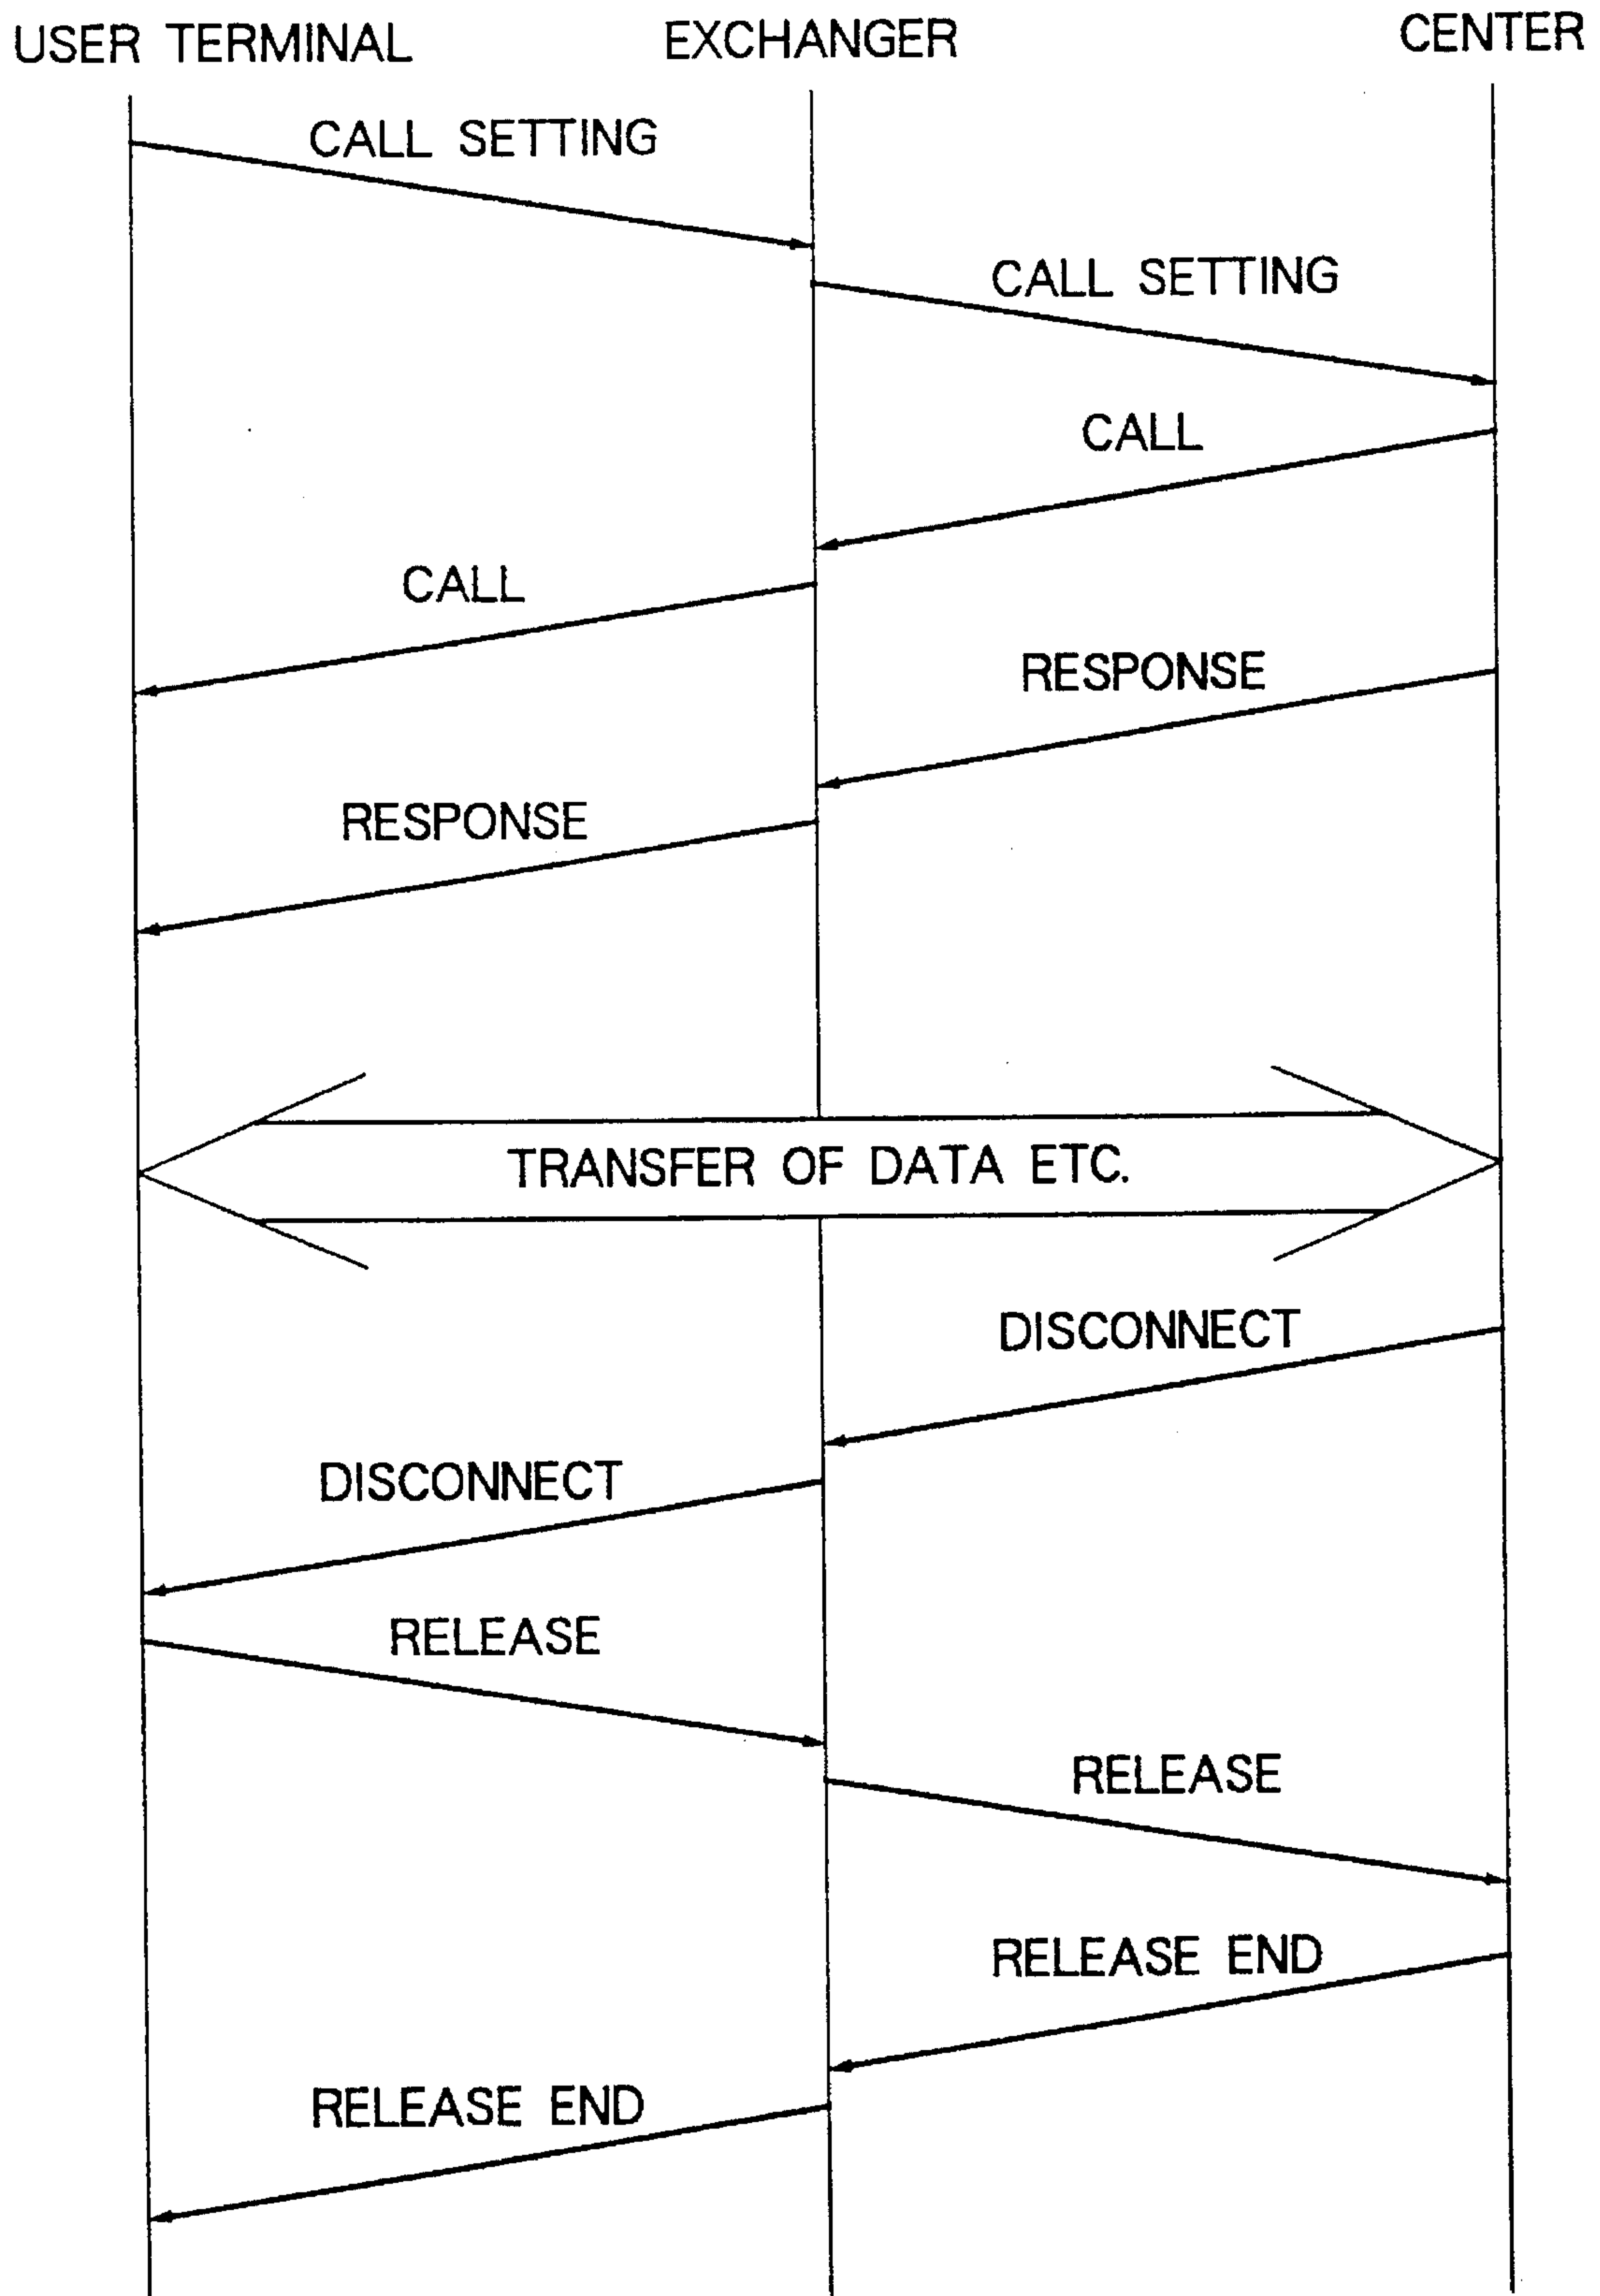 USER TERMINAL
EXCHANGER
CENTER
CALL SETTING
CALL SETTING
CALL
CALL
RESPONSE
RESPONSE
TRANSFER OF DATA ETC.
DISCONNECT
DISCONNECT
RELEASE
RELEASE
RELEASE END
RELEASE END